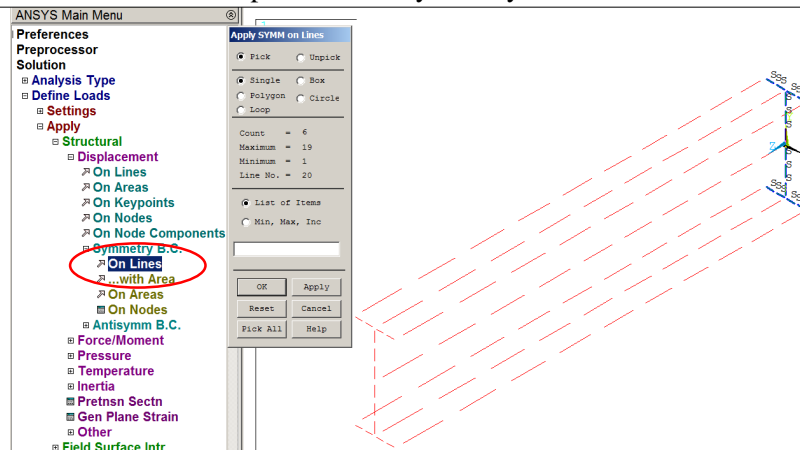 ANSYS Main Menu
Preferences
Preprocessor
Solution
Analysis Type
Define Loads
Settings
Apply
Structural
Displacement
On Lines
On Areas
On Keypoints
On Nodes
On Node Components
Symmetry B.C.
On Lines
...with Area
On Areas
On Nodes
Antisymm B.C.
Force/Moment
Pressure
Temperature
Inertia
Pretnsn Sectn
Gen Plane Strain
Other
Field Surface Intr
Apply SYMM on Lines
Pick Unpick
Single Box
Polygon Circle
Loop
Count = 6
Maximum = 19
Minimum = 1
Line No. = 20
List of Items
Min, Max, Inc
OK Apply
Reset Cancel
Pick All Help
SSS
SS
S
S
Z
S
S
S
SSS
SS